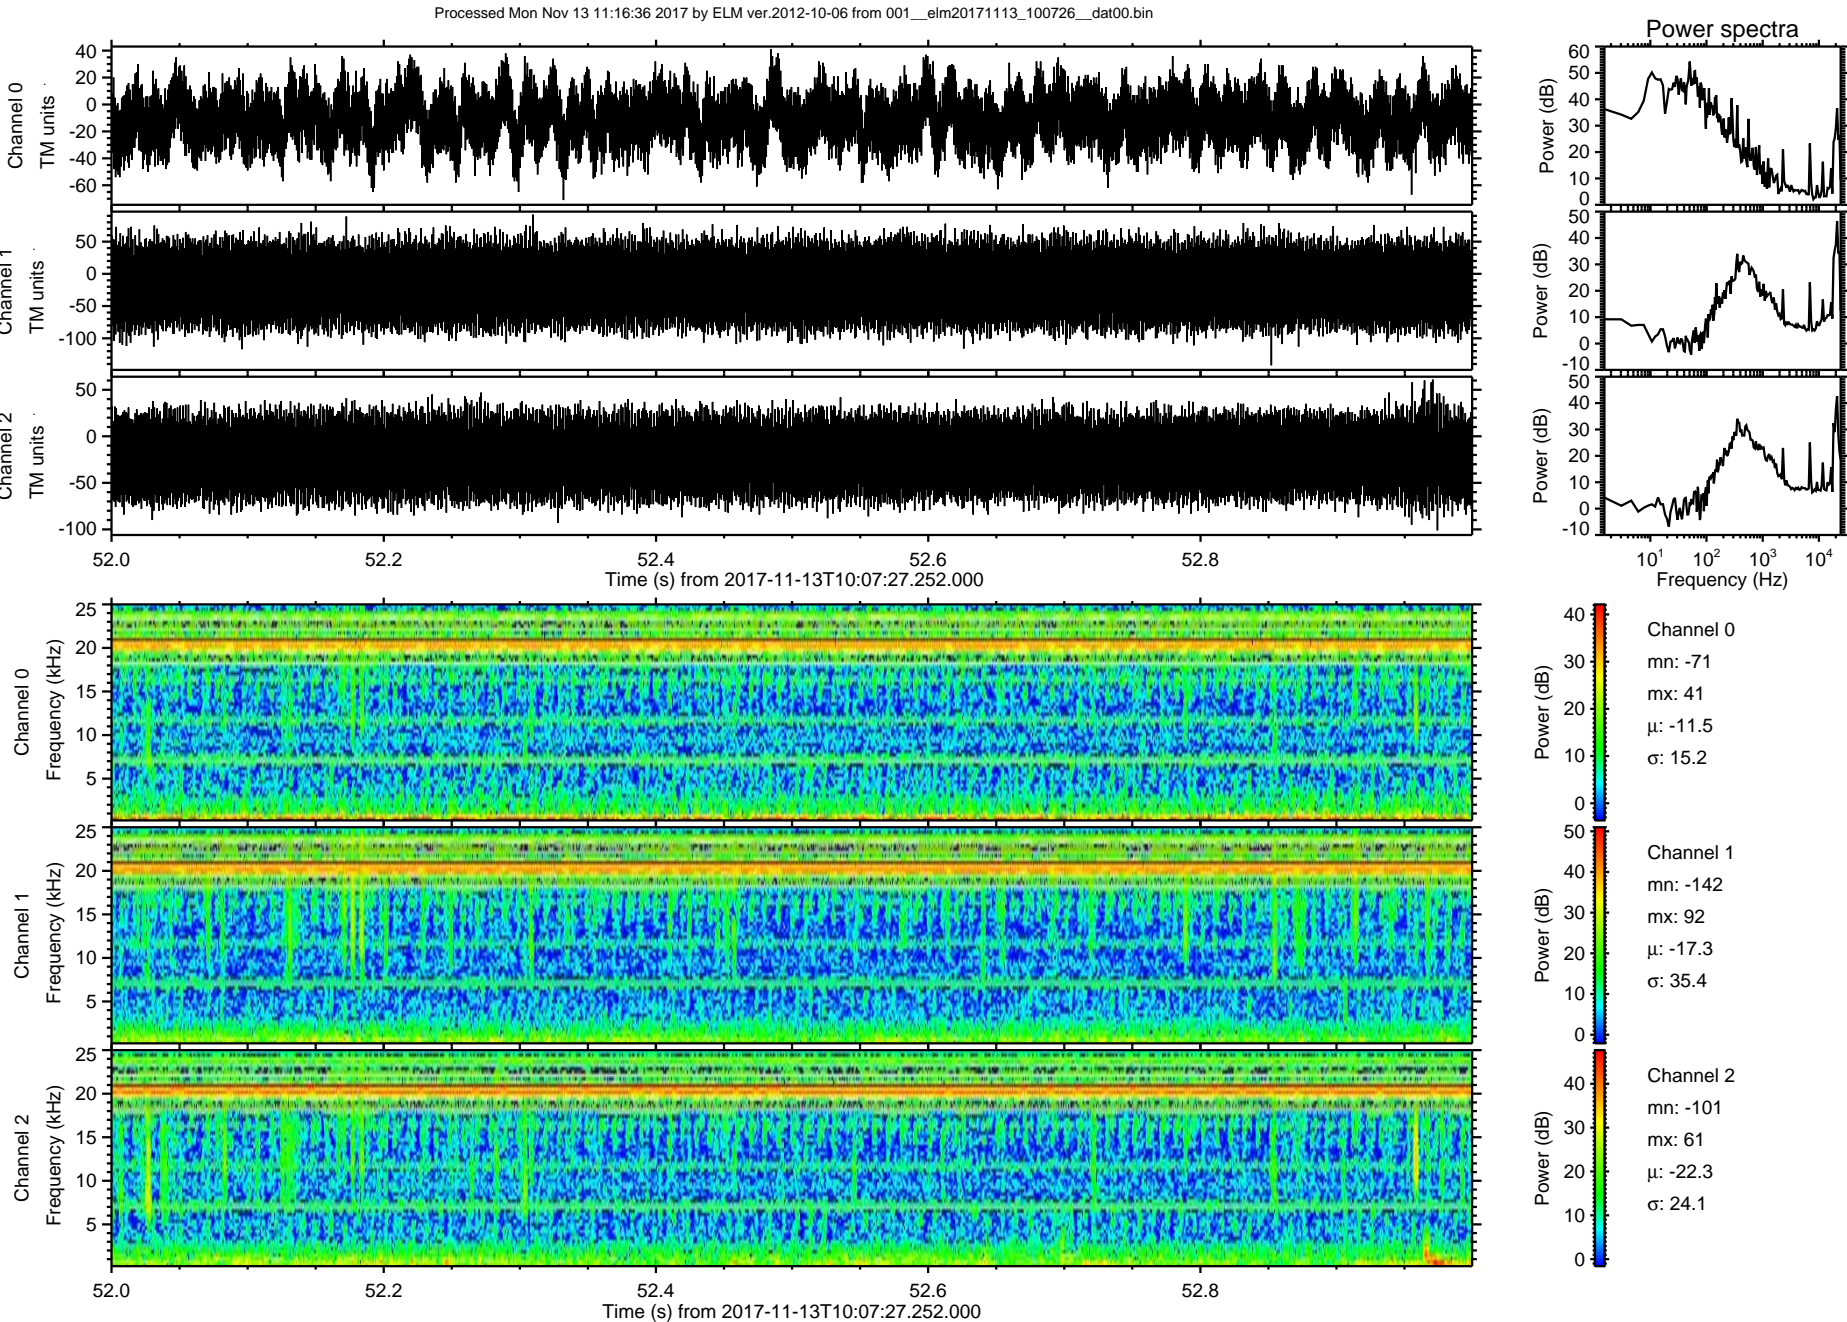 Processed Mon Nov 13 11:16:36 2017 by ELM ver.2012-10-06 from 001__elm20171113_100726__dat00.bin
Power spectra
Channel 0
TM units
40
20
0
-20
-40
-60
Power (dB)
60
50
40
30
20
10
0
Channel 1
TM units
50
0
-50
-100
Power (dB)
50
40
30
20
10
0
-10
Channel 2
TM units
50
0
-50
-100
Power (dB)
50
40
30
20
10
0
-10
52.0 52.2 52.4 52.6 52.8
Time (s) from 2017-11-13T10:07:27.252.000
10¹ 10² 10³ 10⁴
Frequency (Hz)
Channel 0
Frequency (kHz)
25
20
15
10
5
Power (dB)
40
30
20
10
0
Channel 0
mn: -71
mx: 41
μ: -11.5
σ: 15.2
Channel 1
Frequency (kHz)
25
20
15
10
5
Power (dB)
50
40
30
20
10
0
Channel 1
mn: -142
mx: 92
μ: -17.3
σ: 35.4
Channel 2
Frequency (kHz)
25
20
15
10
5
Power (dB)
40
30
20
10
0
Channel 2
mn: -101
mx: 61
μ: -22.3
σ: 24.1
52.0 52.2 52.4 52.6 52.8
Time (s) from 2017-11-13T10:07:27.252.000